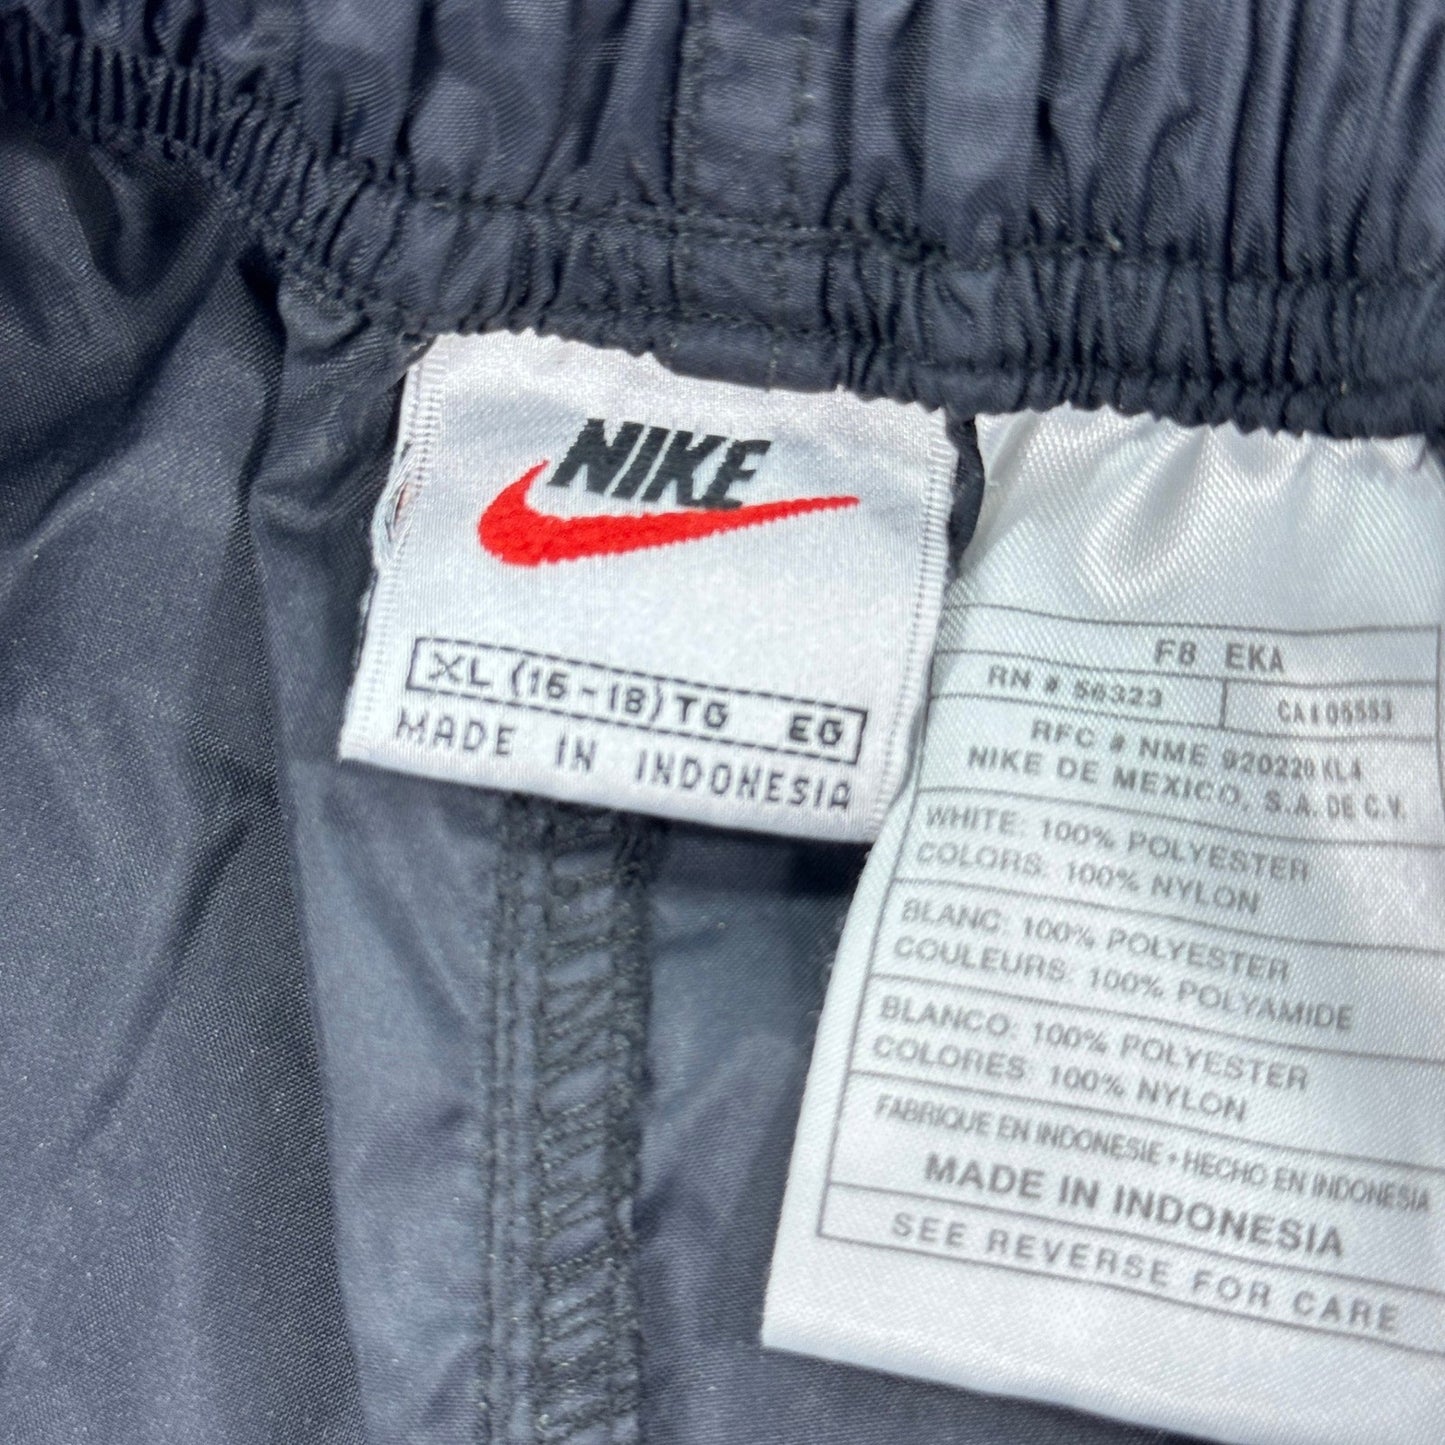 NIKE
XL (16-18) TG EG
MADE IN INDONESIA
F8 EKA
RN # 56323
CA# 05553
RFC # NME 920220 KL4
NIKE DE MEXICO, S.A. DE C.V.
WHITE: 100% POLYESTER
COLORS: 100% NYLON
BLANC: 100% POLYESTER
COULEURS: 100% POLYAMIDE
BLANCO: 100% POLYESTER
COLORES: 100% NYLON
FABRIQUE EN INDONESIE • HECHO EN INDONESIA
MADE IN INDONESIA
SEE REVERSE FOR CARE